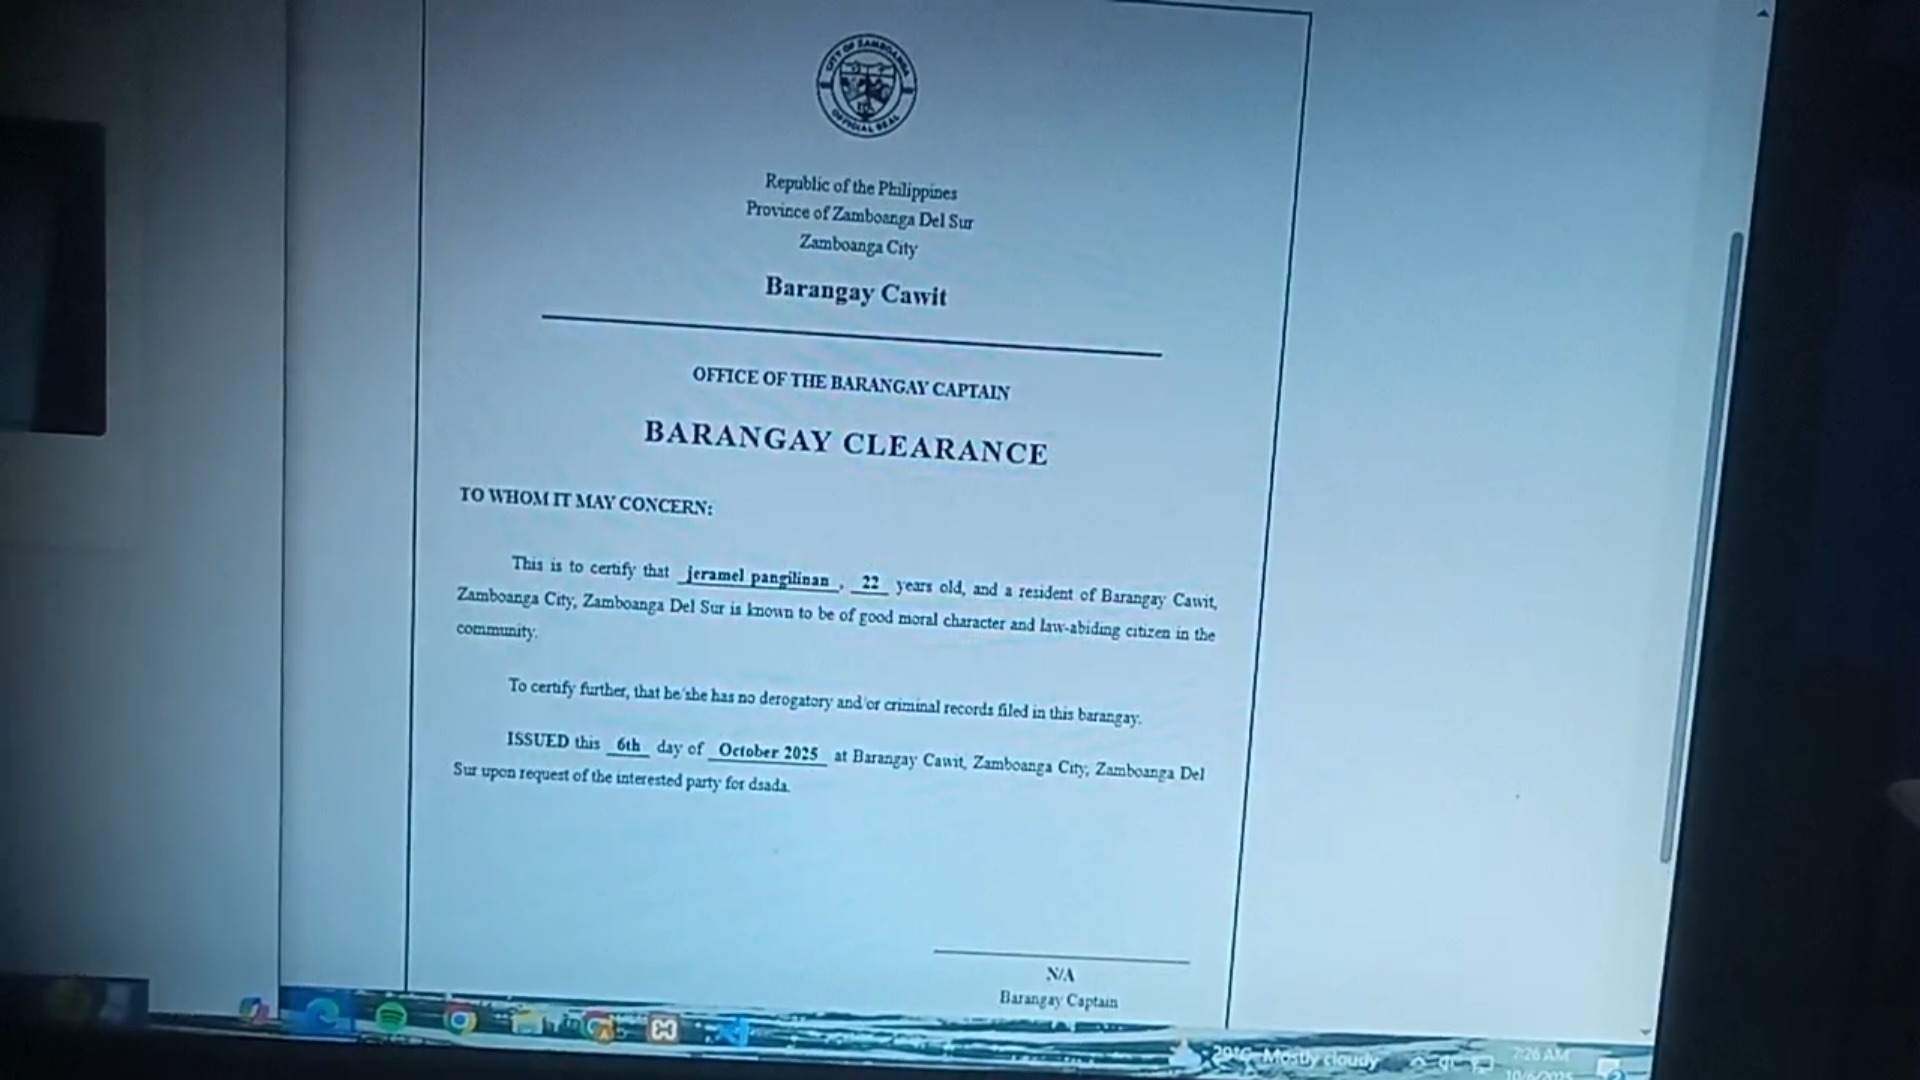 CITY OF ZAMBOANGA
OFFICIAL SEAL
Republic of the Philippines
Province of Zamboanga Del Sur
Zamboanga City
Barangay Cawit
OFFICE OF THE BARANGAY CAPTAIN
BARANGAY CLEARANCE
TO WHOM IT MAY CONCERN:
This is to certify that jeramel pangilinan , 22 years old, and a resident of Barangay Cawit,
Zamboanga City, Zamboanga Del Sur is known to be of good moral character and law-abiding citizen in the
community.
To certify further, that he/she has no derogatory and/or criminal records filed in this barangay.
ISSUED this 6th day of October 2025 at Barangay Cawit, Zamboanga City, Zamboanga Del
Sur upon request of the interested party for dsada.
N/A
Barangay Captain
29°C Mostly cloudy
7:26 AM
10/6/2025